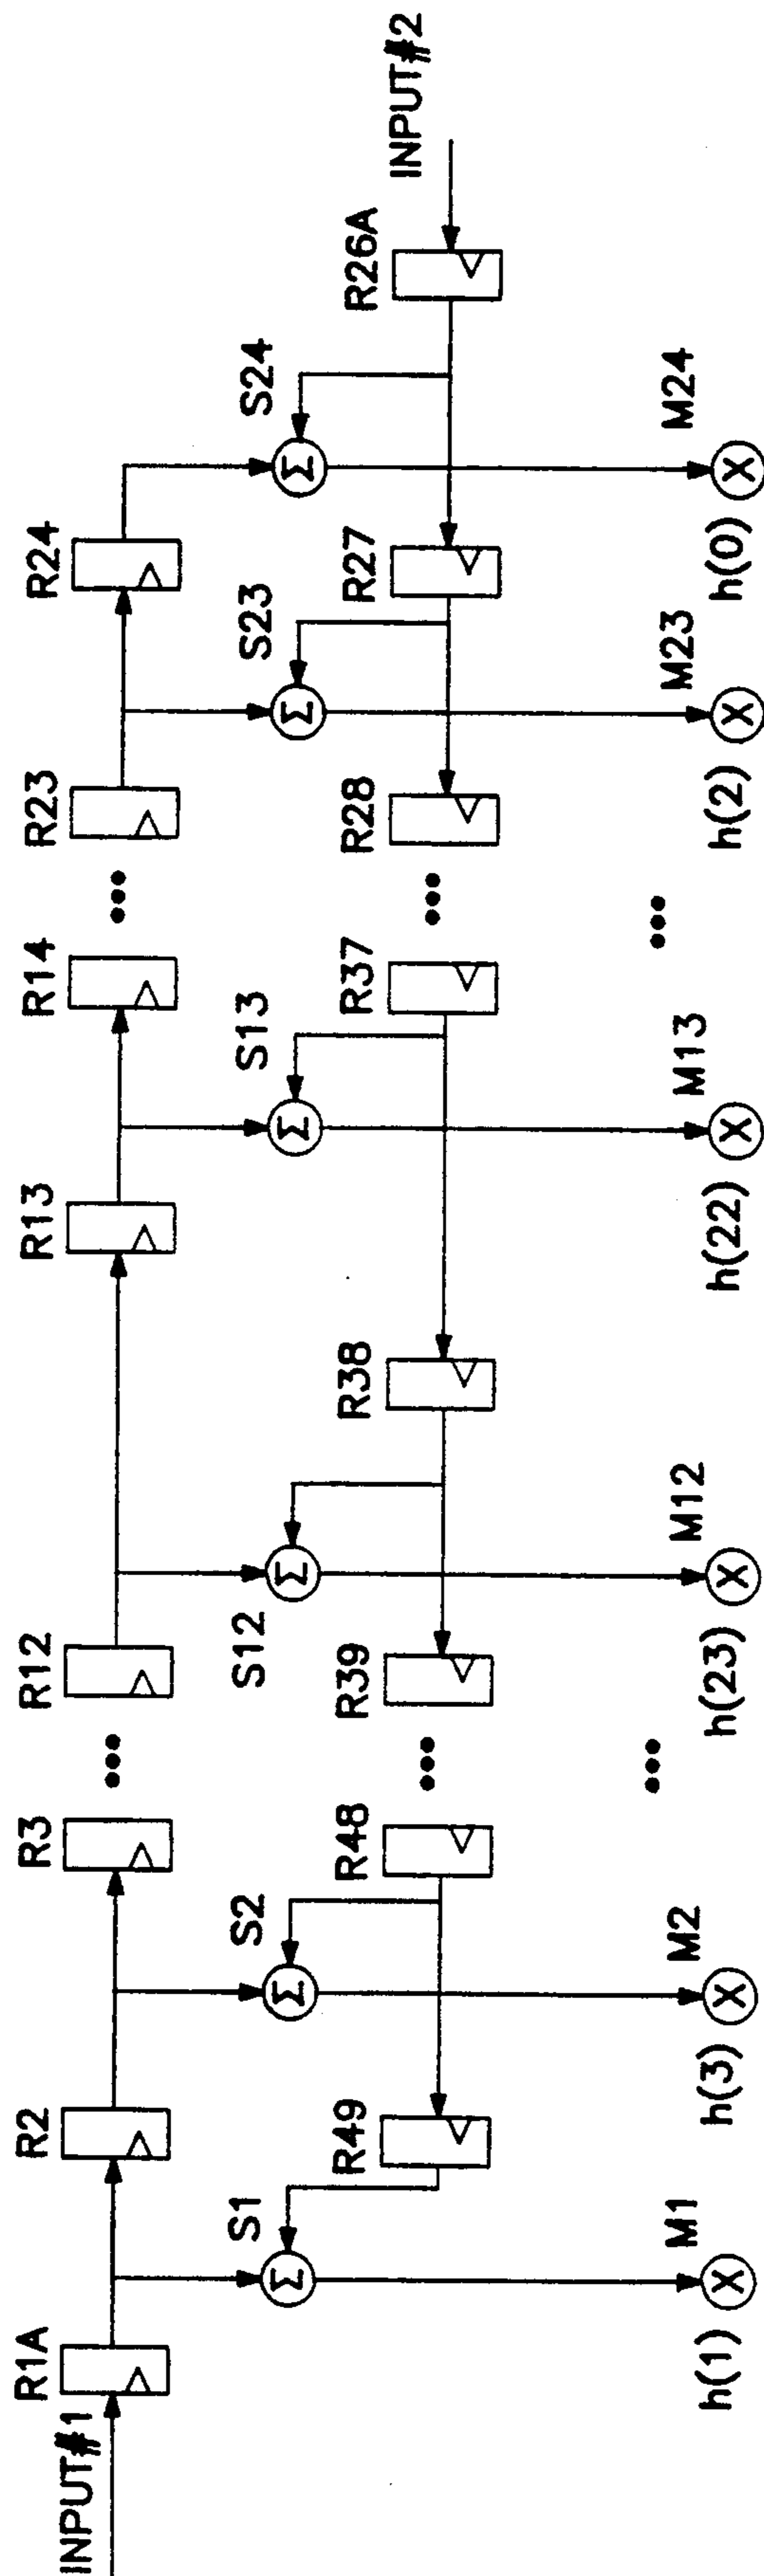 INPUT#1
R1A
R2
R3
...
R12
R13
R14
...
R23
R24
S1
S2
S12
S13
S23
S24
R49
R48
...
R39
R38
R37
...
R28
R27
R26A
INPUT#2
Σ
Σ
Σ
Σ
Σ
Σ
M1
M2
M12
M13
M23
M24
h(1) X
h(3) X
...
h(23) X
h(22) X
...
h(2) X
h(0) X